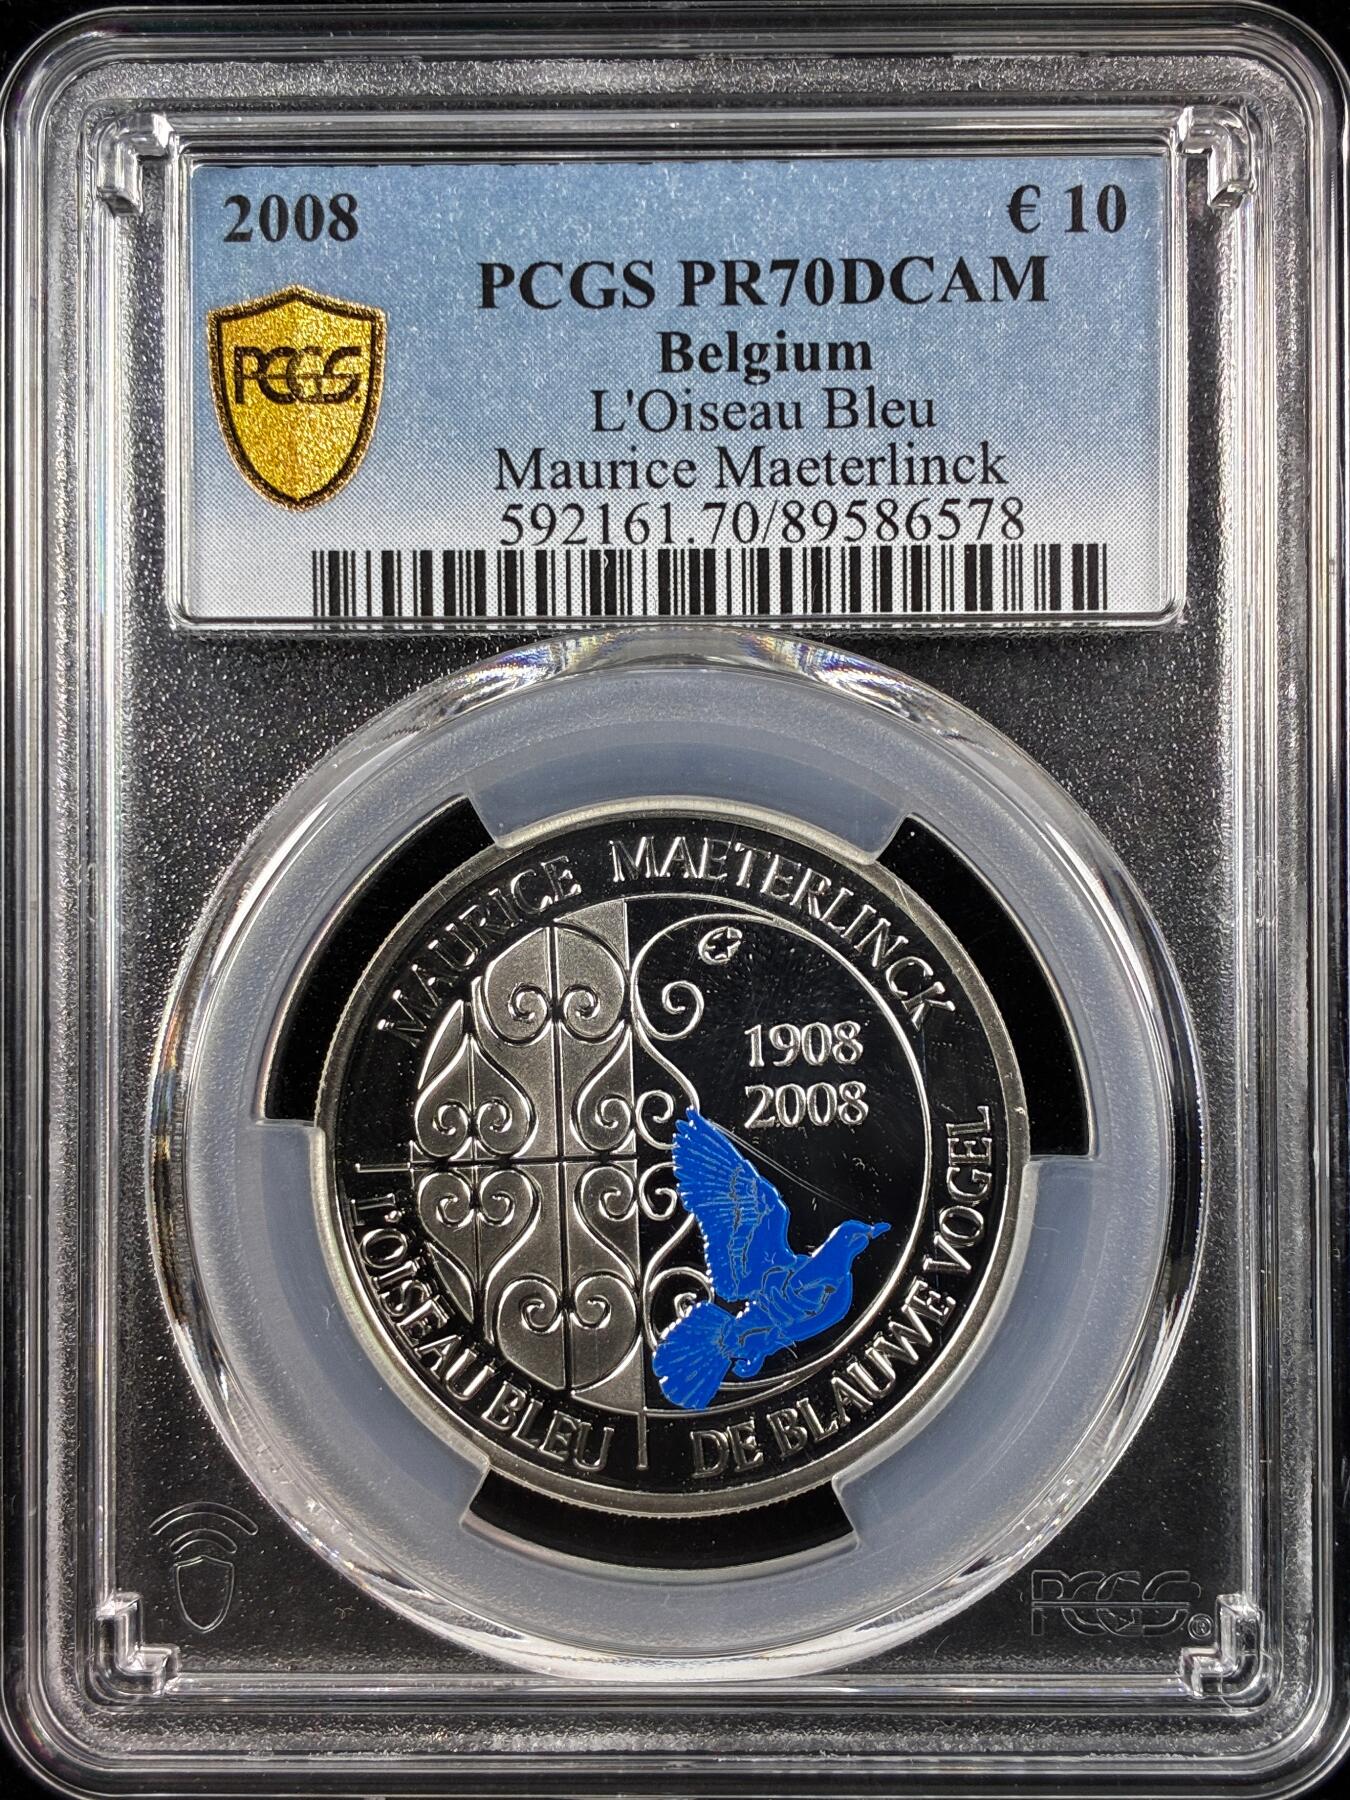 2008 € 10
PCGS PR70DCAM
Belgium
L'Oiseau Bleu
Maurice Maeterlinck
592161.70/89586578
PCGS
MAURICE MAETERLINCK
1908
2008
L'OISEAU BLEU
DE BLAUWE VOGEL
PCGS®